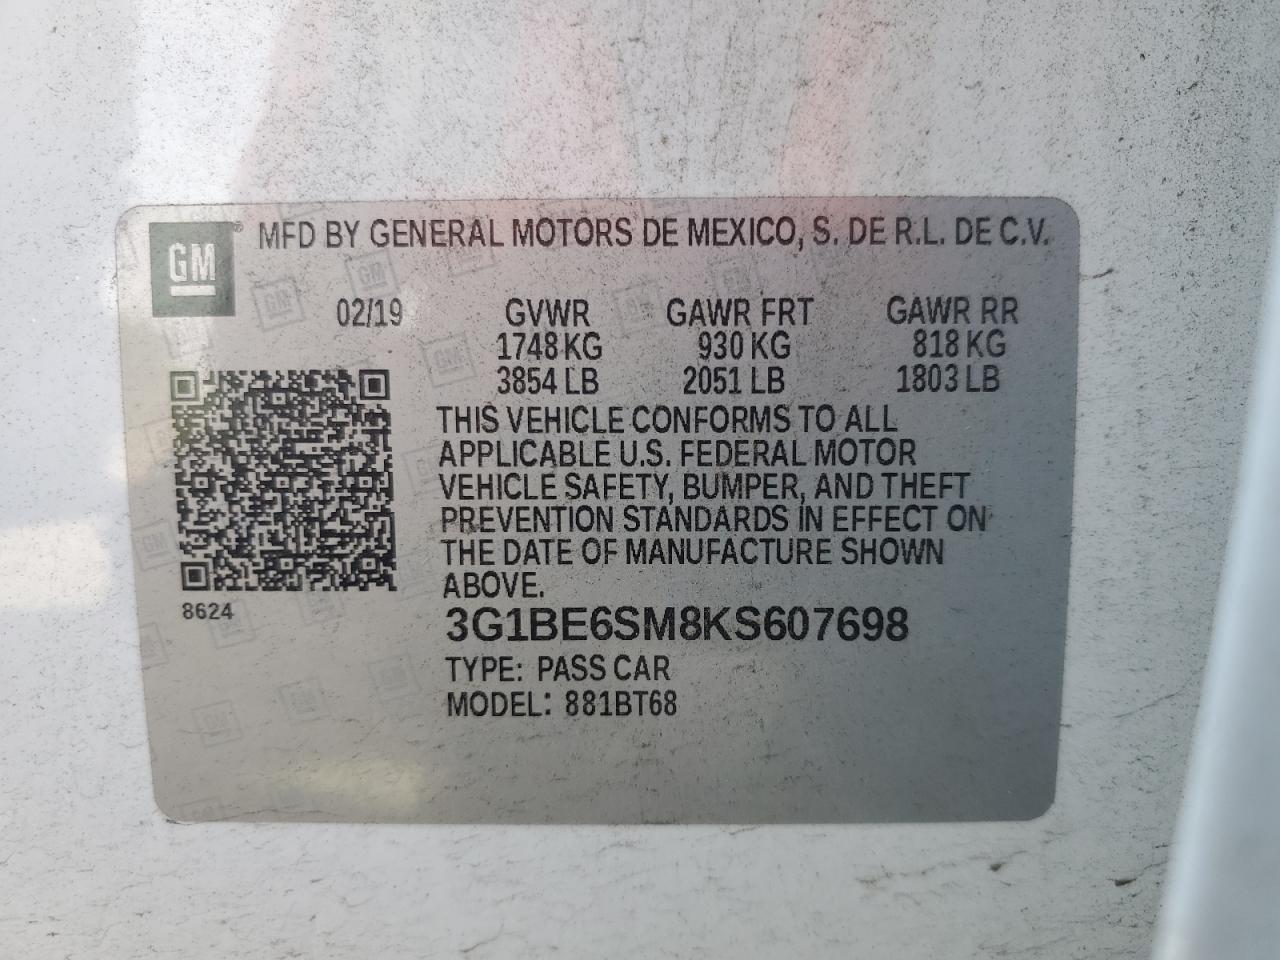 GM
MFD BY GENERAL MOTORS DE MEXICO, S. DE R.L. DE C.V.
02/19 GVWR GAWR FRT GAWR RR
1748 KG 930 KG 818 KG
3854 LB 2051 LB 1803 LB
THIS VEHICLE CONFORMS TO ALL
APPLICABLE U.S. FEDERAL MOTOR
VEHICLE SAFETY, BUMPER, AND THEFT
PREVENTION STANDARDS IN EFFECT ON
THE DATE OF MANUFACTURE SHOWN
ABOVE.
8624
3G1BE6SM8KS607698
TYPE: PASS CAR
MODEL: 881BT68